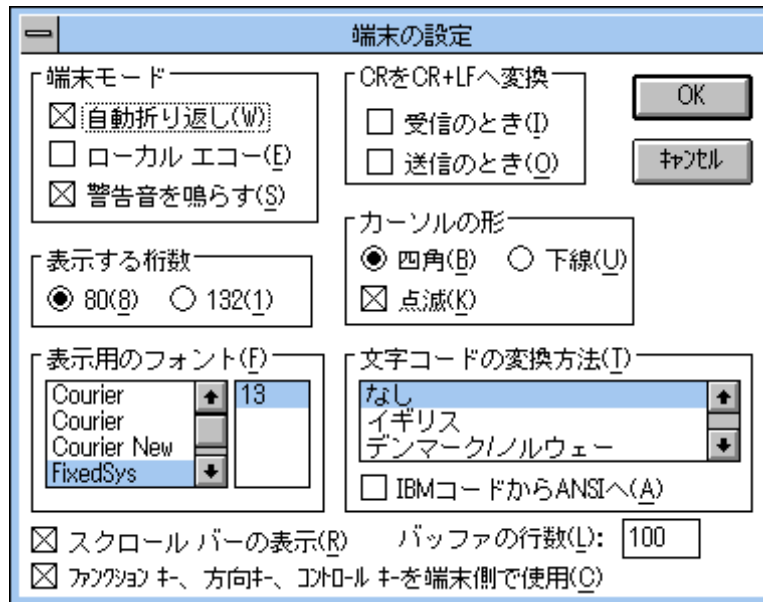 端末の設定
端末モード
自動折り返し(W)
ローカル エコー(E)
警告音を鳴らす(S)
CRをCR+LFへ変換
受信のとき(I)
送信のとき(O)
OK
ｷｬﾝｾﾙ
表示する桁数
80(8) 132(1)
カーソルの形
四角(B) 下線(U)
点滅(K)
表示用のフォント(F)
Courier
Courier
Courier New
FixedSys
13
文字コードの変換方法(T)
なし
イギリス
デンマーク/ノルウェー
IBMコードからANSIへ(A)
スクロール バーの表示(R) バッファの行数(L): 100
ﾌｧﾝｸｼｮﾝ ｷｰ、方向ｷｰ、ｺﾝﾄﾛｰﾙ ｷｰを端末側で使用(C)